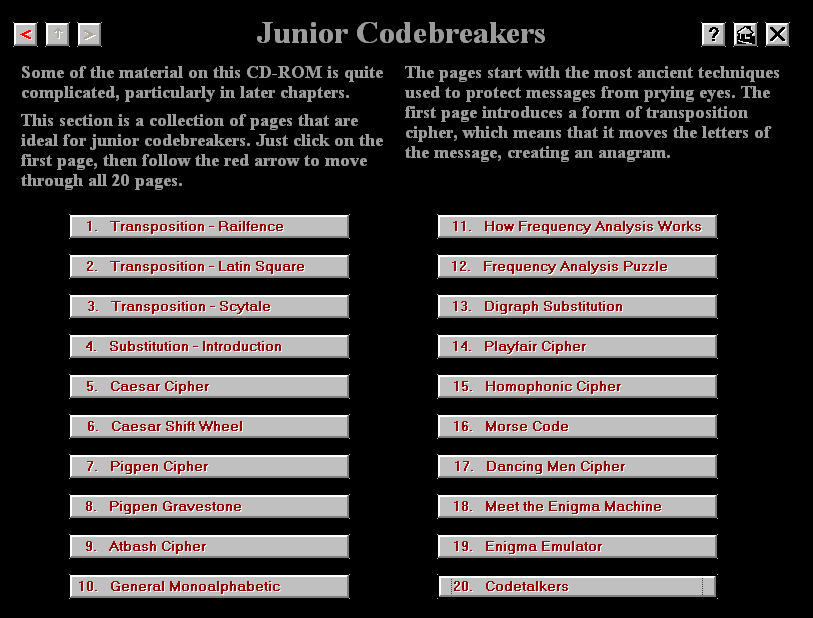 Junior Codebreakers
?
Some of the material on this CD-ROM is quite
complicated, particularly in later chapters.
This section is a collection of pages that are
ideal for junior codebreakers. Just click on the
first page, then follow the red arrow to move
through all 20 pages.
The pages start with the most ancient techniques
used to protect messages from prying eyes. The
first page introduces a form of transposition
cipher, which means that it moves the letters of
the message, creating an anagram.
1. Transposition - Railfence
2. Transposition - Latin Square
3. Transposition - Scytale
4. Substitution - Introduction
5. Caesar Cipher
6. Caesar Shift Wheel
7. Pigpen Cipher
8. Pigpen Gravestone
9. Atbash Cipher
10. General Monoalphabetic
11. How Frequency Analysis Works
12. Frequency Analysis Puzzle
13. Digraph Substitution
14. Playfair Cipher
15. Homophonic Cipher
16. Morse Code
17. Dancing Men Cipher
18. Meet the Enigma Machine
19. Enigma Emulator
20. Codetalkers